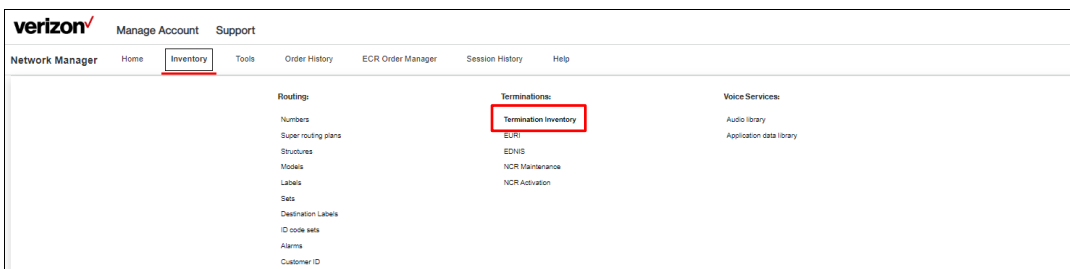 verizon✓ Manage Account Support
Network Manager Home Inventory Tools Order History ECR Order Manager Session History Help
Routing: Terminations: Voice Services:
Numbers Termination Inventory Audio library
Super routing plans EURI Application data library
Structures EDNIS
Models NCR Maintenance
Labels NCR Activation
Sets
Destination Labels
ID code sets
Alarms
Customer ID